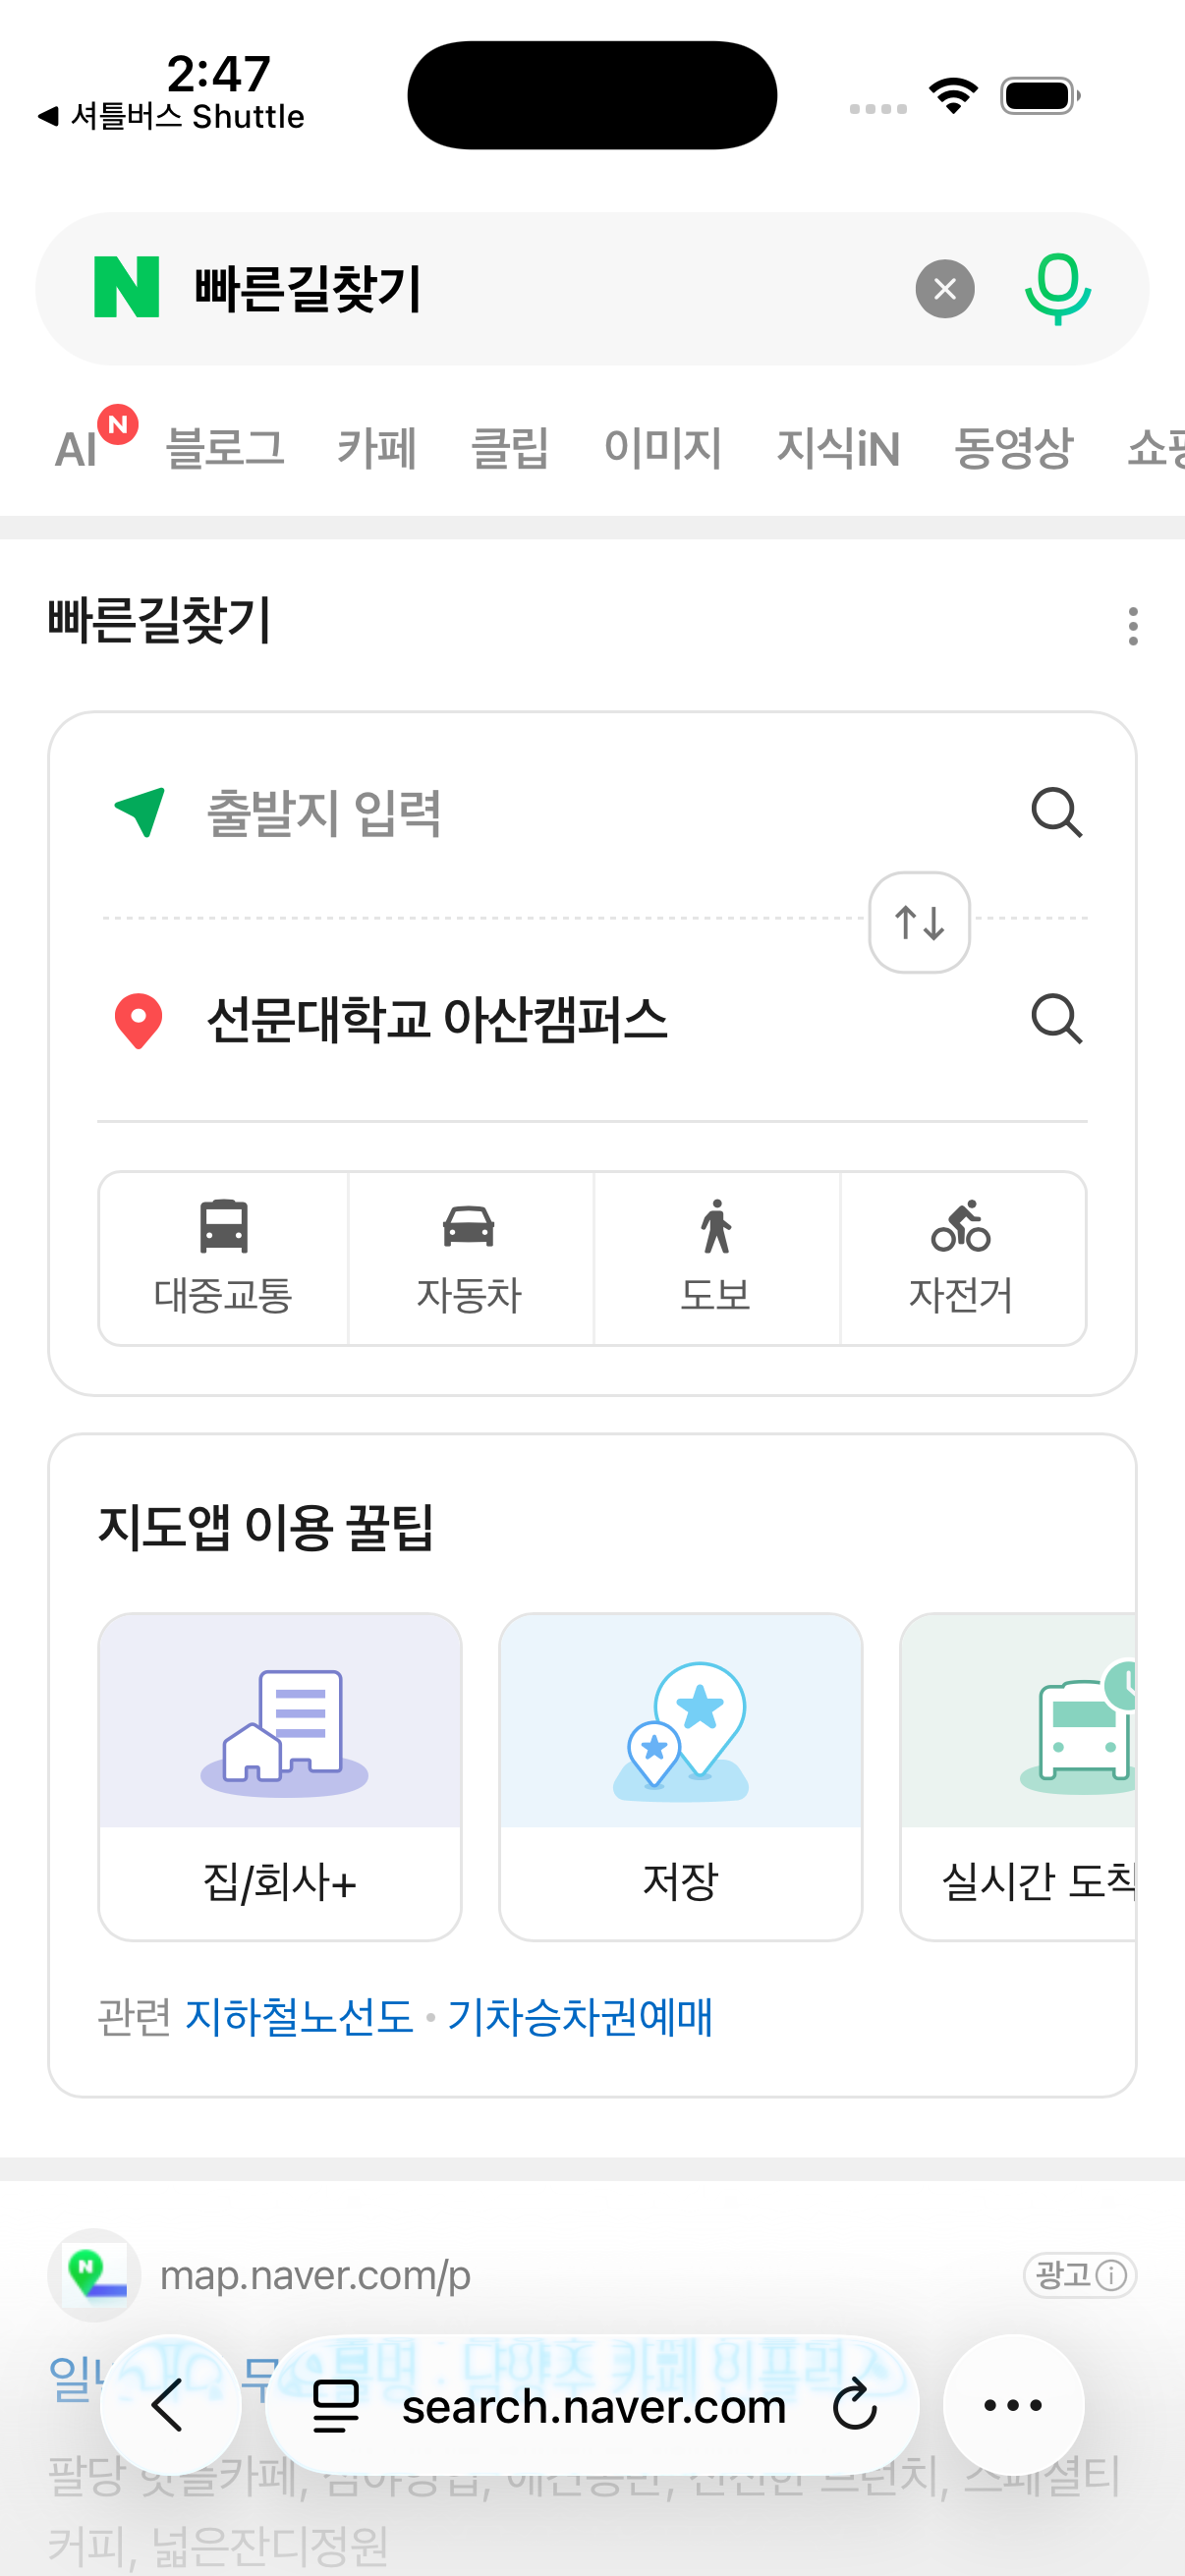 2:47
◀ 셔틀버스 Shuttle
빠른길찾기
AI N 블로그 카페 클립 이미지 지식iN 동영상
빠른길찾기
출발지 입력
선문대학교 아산캠퍼스
대중교통 자동차 도보 자전거
지도앱 이용 꿀팁
집/회사+ 저장 실시간
관련 지하철노선도 • 기차승차권예매
N map.naver.com/p 광고
search.naver.com
팔당
커피, 넓은잔디정원